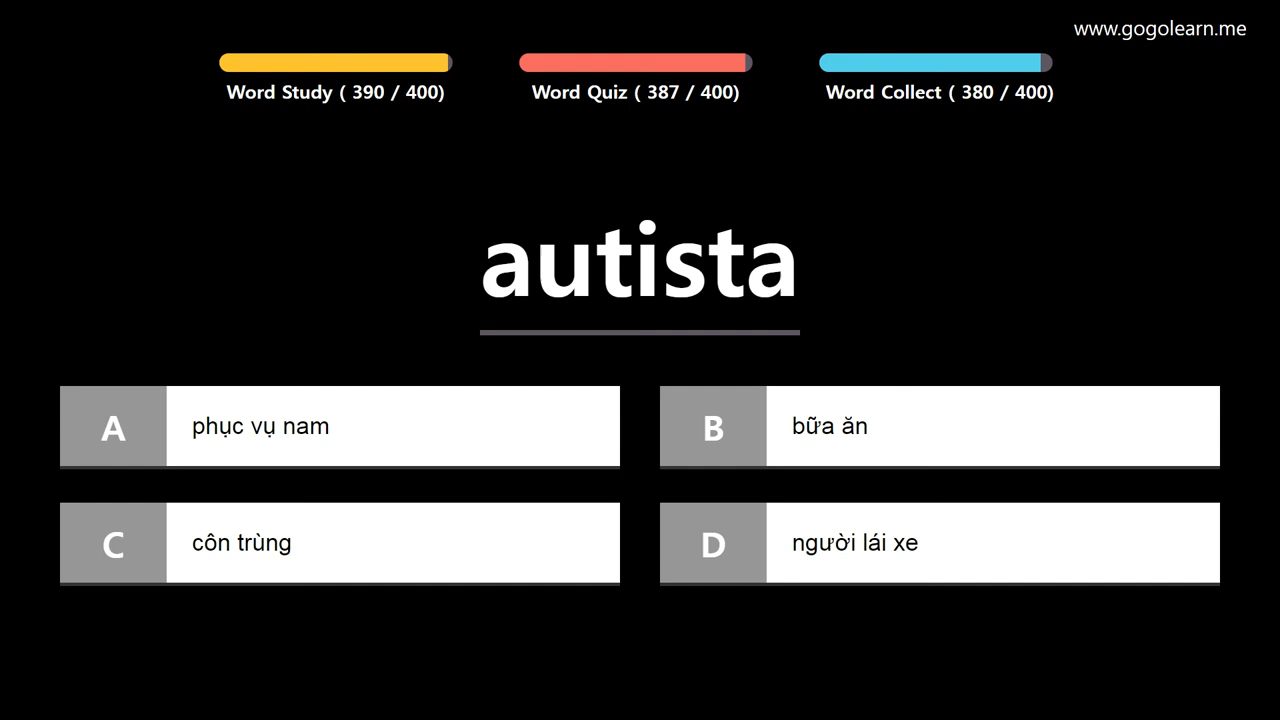 www.gogolearn.me
Word Study ( 390 / 400)
Word Quiz ( 387 / 400)
Word Collect ( 380 / 400)
autista
A
phục vụ nam
B
bữa ăn
C
côn trùng
D
người lái xe